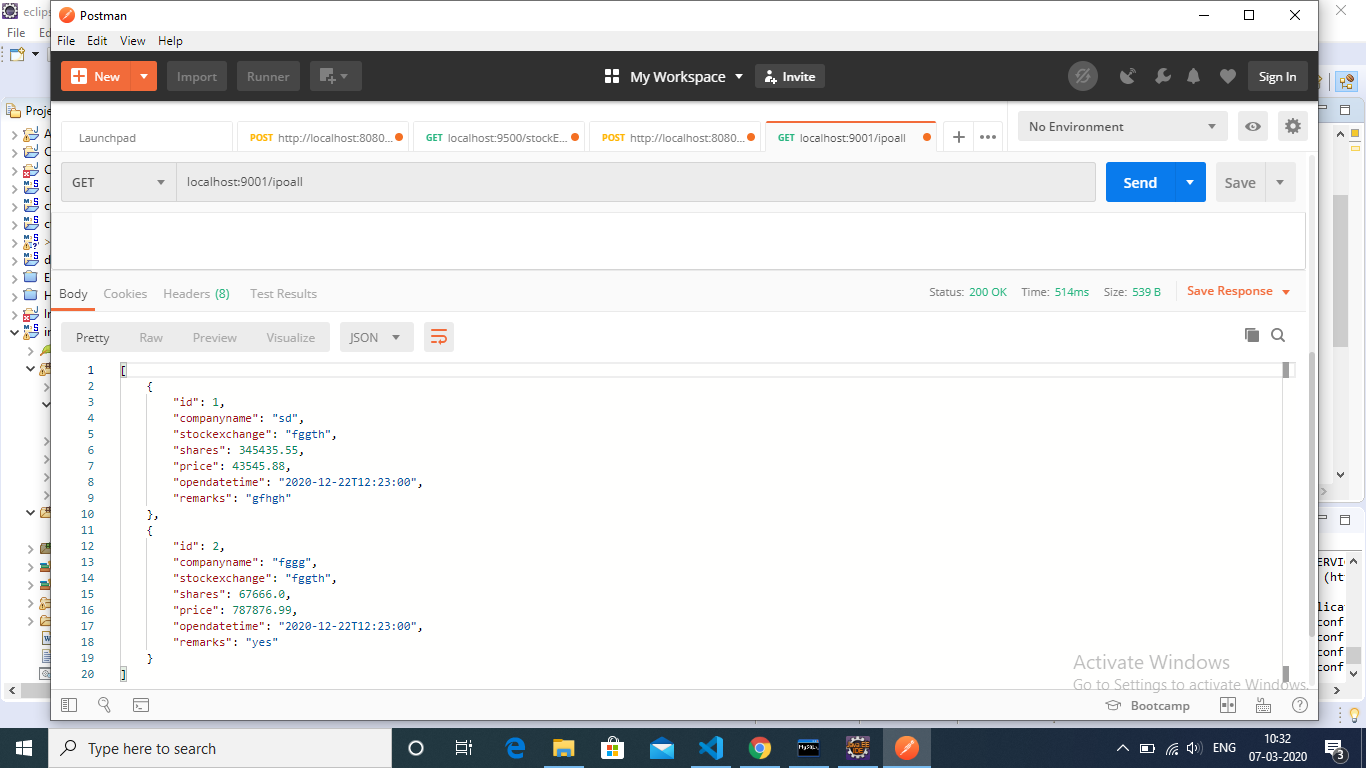 eclips
Postman
File Ed
File Edit View Help
New Import Runner My Workspace Invite Sign In
Proje
Launchpad POST http://localhost:8080... GET localhost:9500/stockE... POST http://localhost:8080... GET localhost:9001/ipoall + ••• No Environment
GET localhost:9001/ipoall Send Save
Body Cookies Headers (8) Test Results Status: 200 OK Time: 514ms Size: 539 B Save Response
Pretty Raw Preview Visualize JSON
1 [
2 {
3 "id": 1,
4 "companyname": "sd",
5 "stockexchange": "fggth",
6 "shares": 345435.55,
7 "price": 43545.88,
8 "opendatetime": "2020-12-22T12:23:00",
9 "remarks": "gfhgh"
10 },
11 {
12 "id": 2,
13 "companyname": "fggg",
14 "stockexchange": "fggth",
15 "shares": 67666.0,
16 "price": 787876.99,
17 "opendatetime": "2020-12-22T12:23:00",
18 "remarks": "yes"
19 }
20 ]
ERVI
(ht
lica
conf
conf
conf
conf
Activate Windows
Go to Settings to activate Windows.
Bootcamp
Type here to search
ENG
10:32
07-03-2020
3